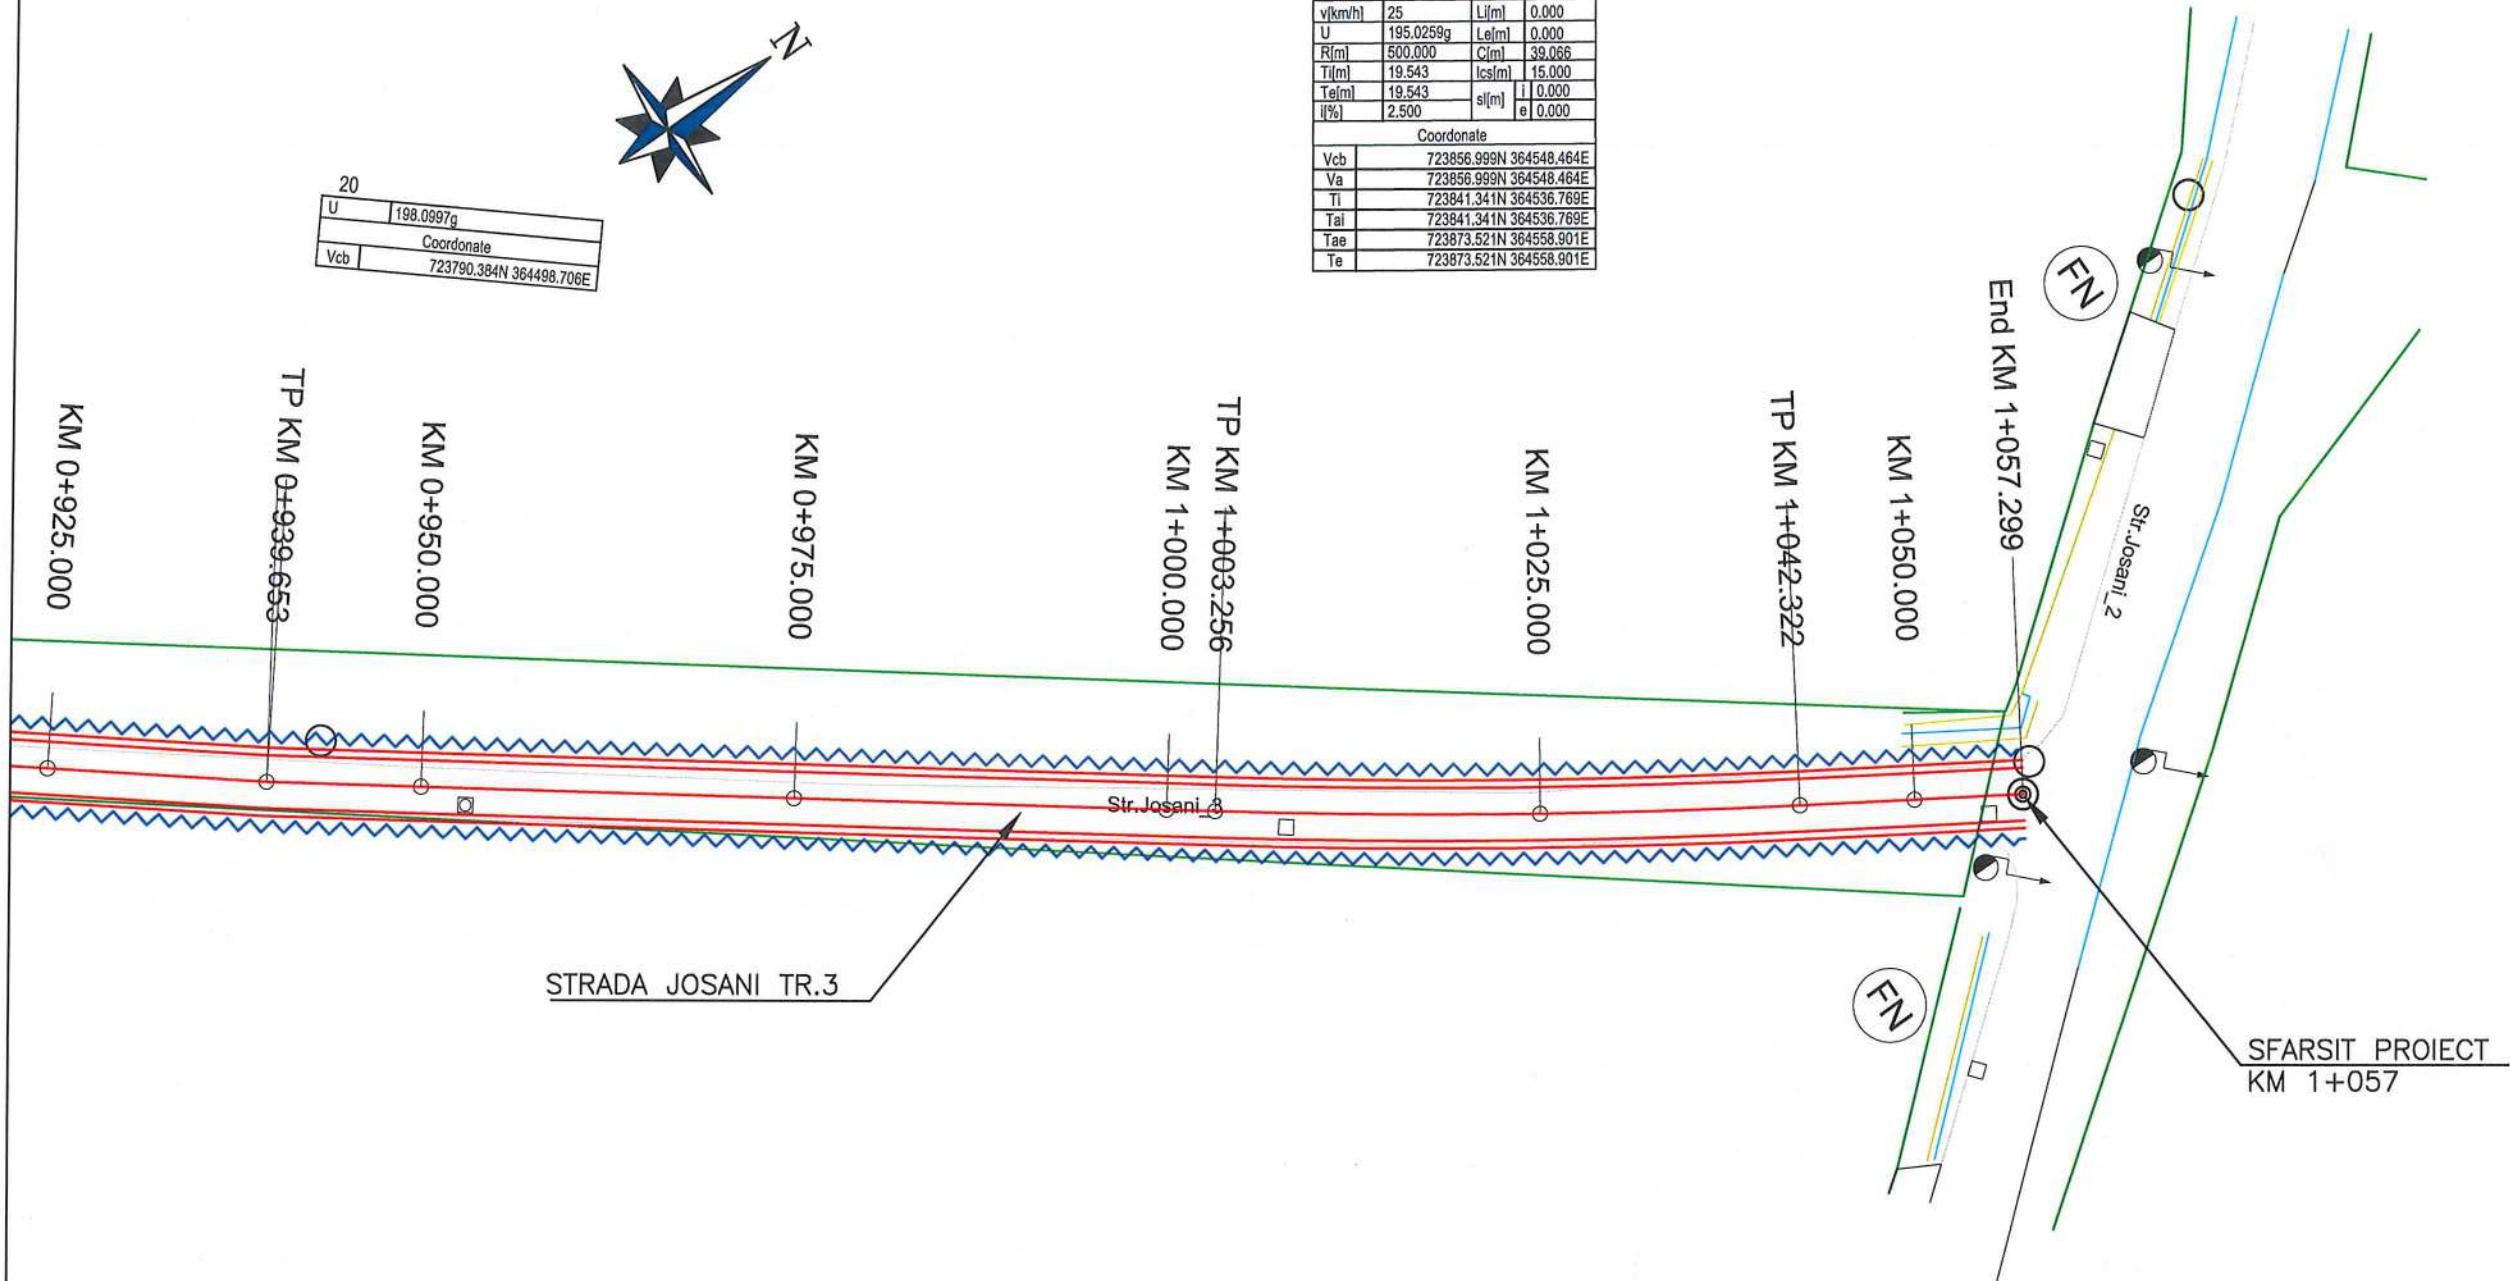 v[km/h] 25 Li[m] 0.000
U 195.0259g Le[m] 0.000
R[m] 500.000 C[m] 39.066
Ti[m] 19.543 lcs[m] 15.000
Te[m] 19.543 sl[m] i 0.000
i[%] 2.500 e 0.000
Coordonate
Vcb 723856.999N 364548.464E
Va 723856.999N 364548.464E
Ti 723841.341N 364536.769E
Tai 723841.341N 364536.769E
Tae 723873.521N 364558.901E
Te 723873.521N 364558.901E
N
20
U 198.0997g
Coordonate
Vcb 723790.384N 364498.706E
KM 0+925.000
TP KM 0+939.653
KM 0+950.000
KM 0+975.000
KM 1+000.000
TP KM 1+003.256
KM 1+025.000
TP KM 1+042.322
KM 1+050.000
End KM 1+057.299
FN
Str.Josani_2
Str.Josani_3
STRADA JOSANI TR.3
FN
SFARSIT PROIECT
KM 1+057